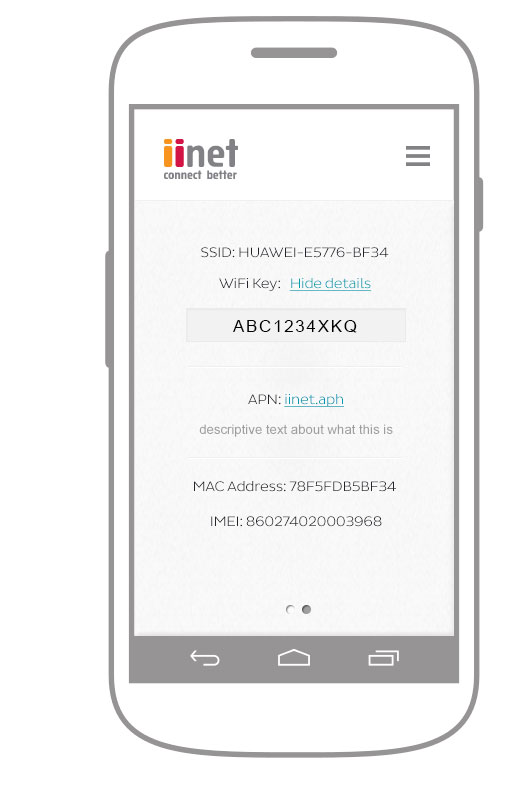 iinet
connect better
SSID: HUAWEI-E5776-BF34
WiFi Key: Hide details
ABC1234XKQ
APN: iinet.aph
descriptive text about what this is
MAC Address: 78F5FDB5BF34
IMEI: 860274020003968